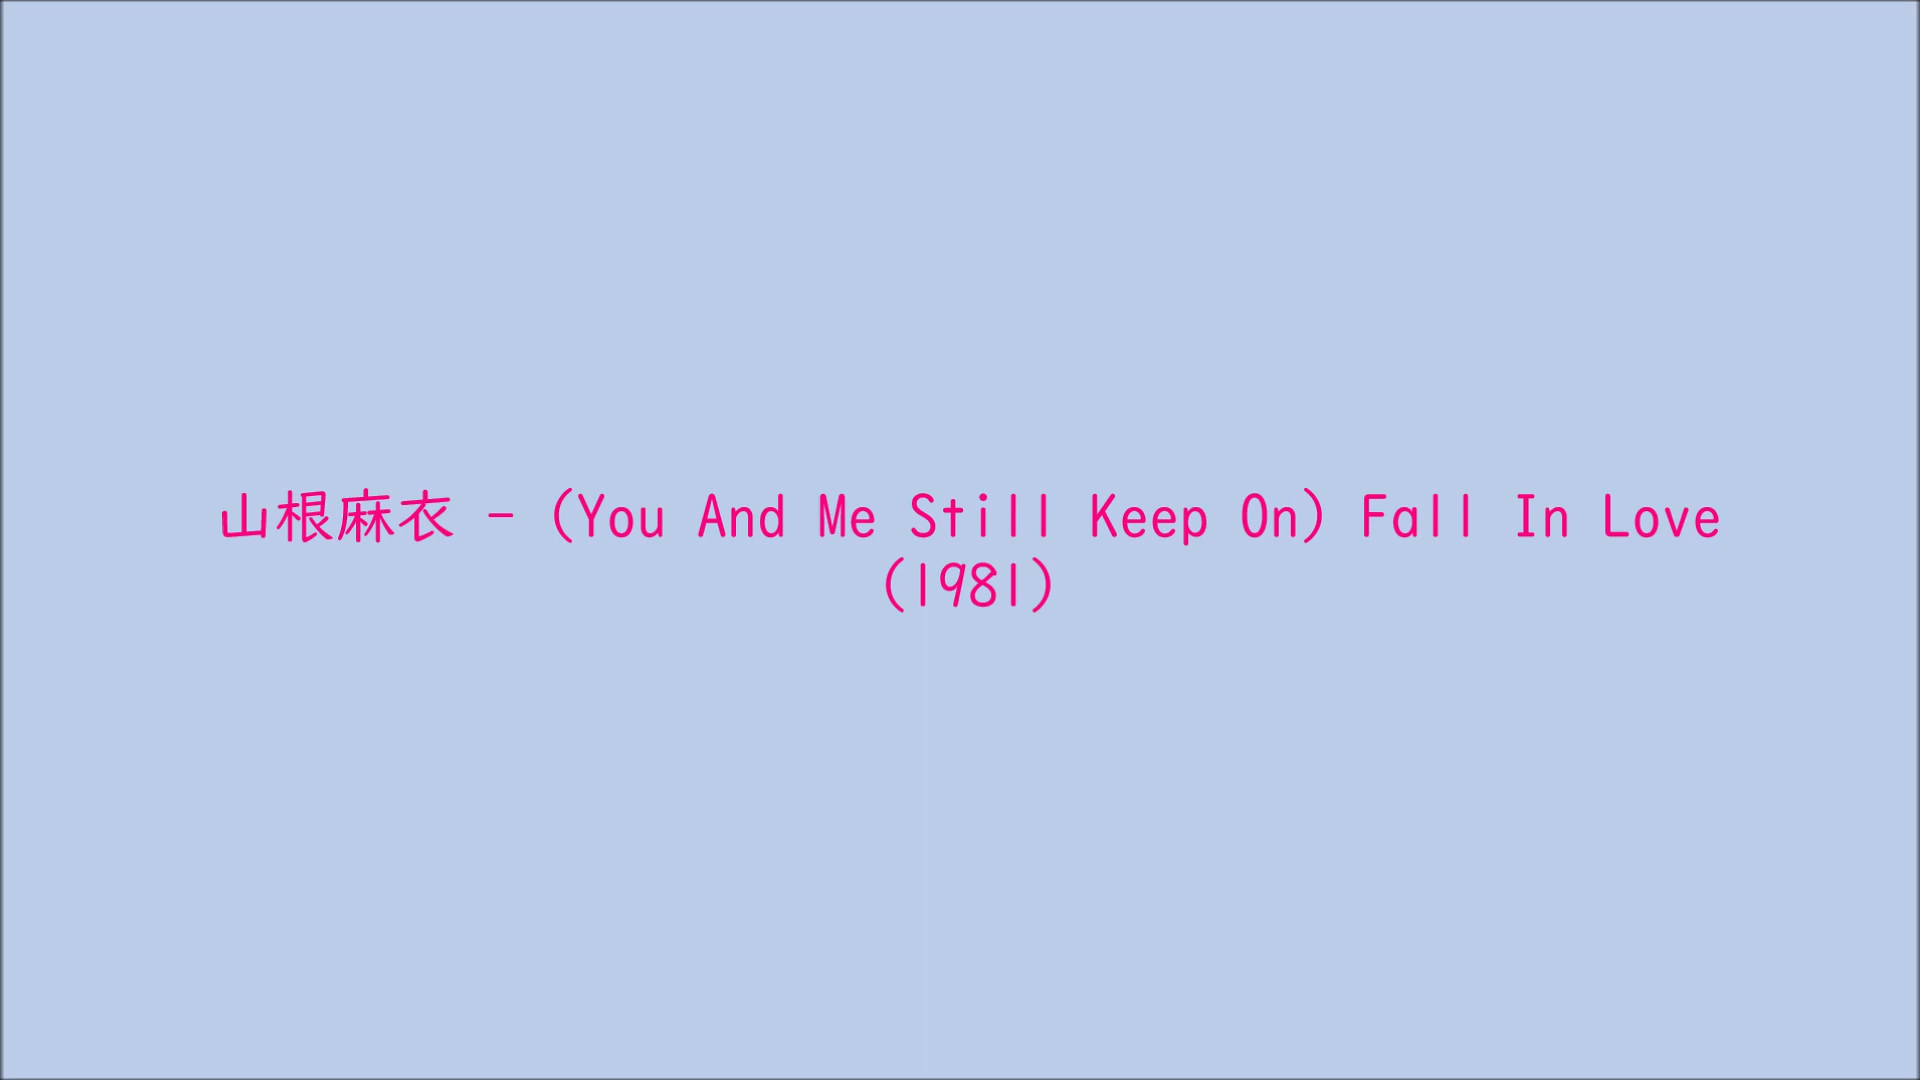 山根麻衣 - (You And Me Still Keep On) Fall In Love
(1981)